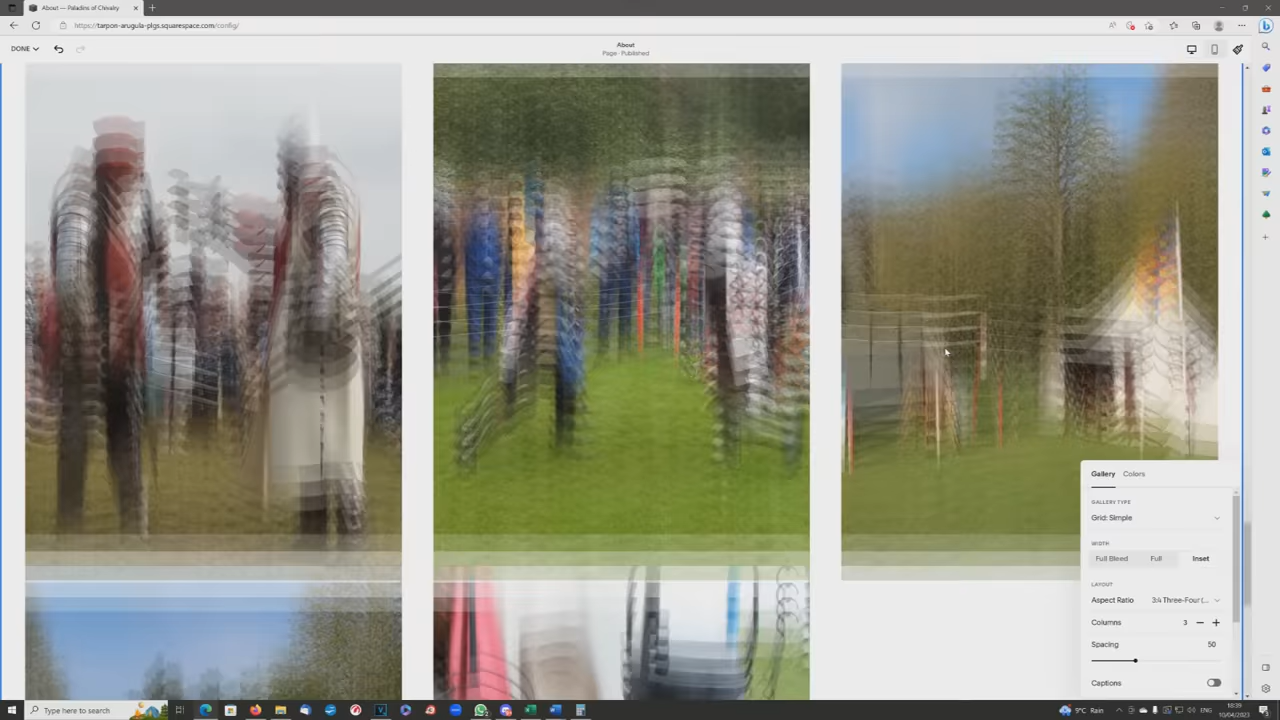 About — Paladins of Chivalry
https://tarpon-arugula-plgs.squarespace.com/config/
DONE
About
Page · Published
Gallery Colors
GALLERY TYPE
Grid: Simple
WIDTH
Full Bleed Full Inset
LAYOUT
Aspect Ratio 3:4 Three-Four (...
Columns 3
Spacing 50
Captions
Type here to search
9°C Rain
ENG
18:39
10/04/2023